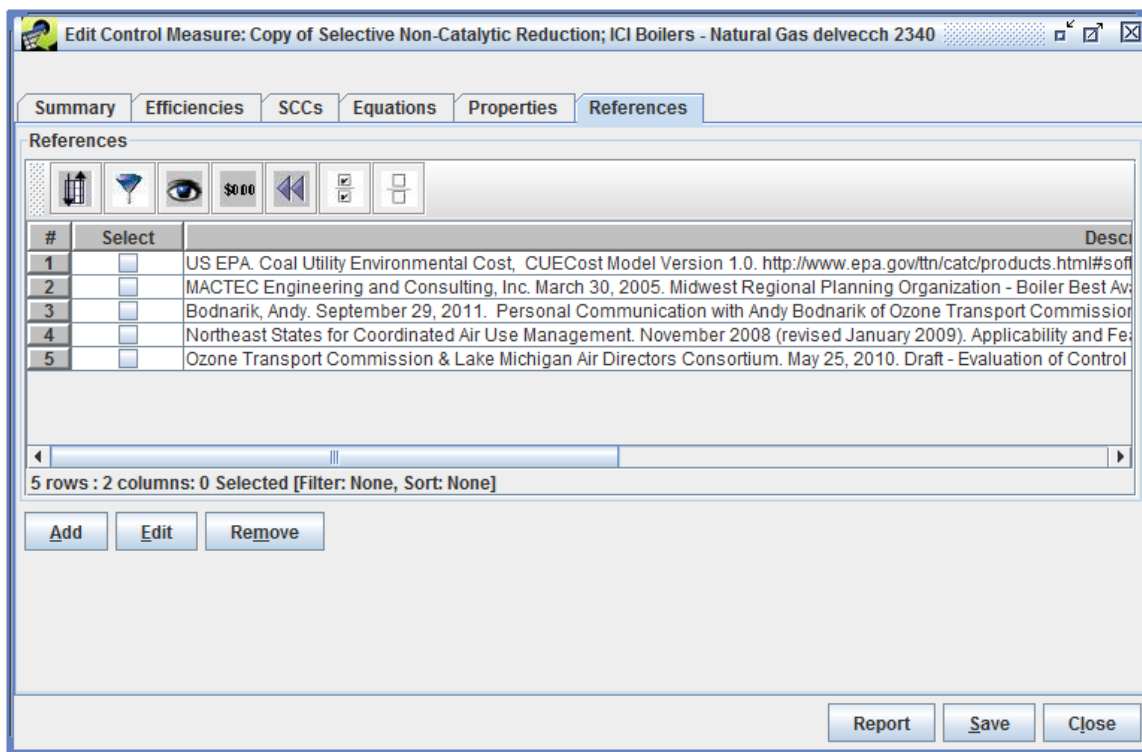 Edit Control Measure: Copy of Selective Non-Catalytic Reduction; ICI Boilers - Natural Gas delvecch 2340
Summary Efficiencies SCCs Equations Properties References
References
$0.00
# Select Descr
1 US EPA. Coal Utility Environmental Cost, CUECost Model Version 1.0. http://www.epa.gov/ttn/catc/products.html#soft
2 MACTEC Engineering and Consulting, Inc. March 30, 2005. Midwest Regional Planning Organization - Boiler Best Ava
3 Bodnarik, Andy. September 29, 2011. Personal Communication with Andy Bodnarik of Ozone Transport Commission
4 Northeast States for Coordinated Air Use Management. November 2008 (revised January 2009). Applicability and Fea
5 Ozone Transport Commission & Lake Michigan Air Directors Consortium. May 25, 2010. Draft - Evaluation of Control
5 rows : 2 columns: 0 Selected [Filter: None, Sort: None]
Add Edit Remove
Report Save Close